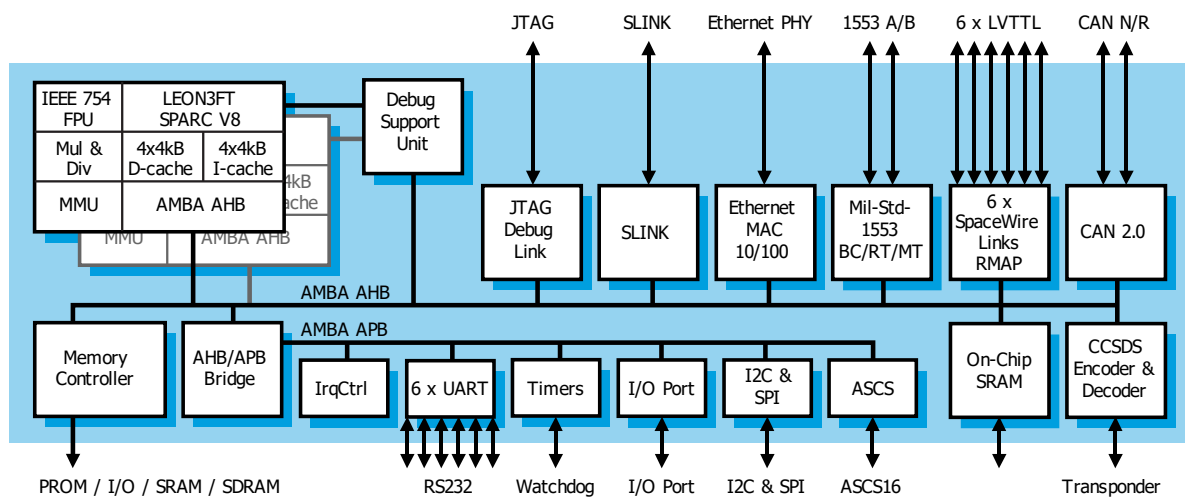 JTAG
SLINK
Ethernet PHY
1553 A/B
6 x LVTTL
CAN N/R
IEEE 754
FPU
LEON3FT
SPARC V8
Mul &
Div
4x4kB
D-cache
4x4kB
I-cache
MMU
AMBA AHB
4kB
ache
MMU
AMBA AHB
Debug
Support
Unit
JTAG
Debug
Link
SLINK
Ethernet
MAC
10/100
Mil-Std-
1553
BC/RT/MT
6 x
SpaceWire
Links
RMAP
CAN 2.0
AMBA AHB
AMBA APB
Memory
Controller
AHB/APB
Bridge
IrqCtrl
6 x UART
Timers
I/O Port
I2C &
SPI
ASCS
On-Chip
SRAM
CCSDS
Encoder &
Decoder
PROM / I/O / SRAM / SDRAM
RS232
Watchdog
I/O Port
I2C & SPI
ASCS16
Transponder